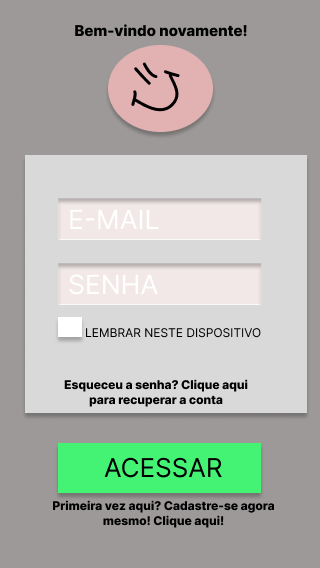 Bem-vindo novamente!
E-MAIL
SENHA
LEMBRAR NESTE DISPOSITIVO
Esqueceu a senha? Clique aqui
para recuperar a conta
ACESSAR
Primeira vez aqui? Cadastre-se agora
mesmo! Clique aqui!